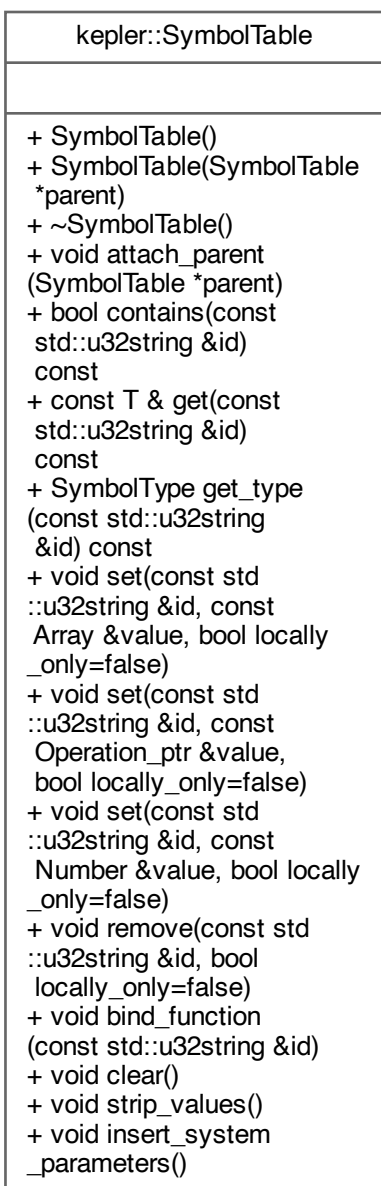 kepler::SymbolTable
+ SymbolTable()
+ SymbolTable(SymbolTable
*parent)
+ ~SymbolTable()
+ void attach_parent
(SymbolTable *parent)
+ bool contains(const
std::u32string &id)
const
+ const T & get(const
std::u32string &id)
const
+ SymbolType get_type
(const std::u32string
&id) const
+ void set(const std
::u32string &id, const
Array &value, bool locally
_only=false)
+ void set(const std
::u32string &id, const
Operation_ptr &value,
bool locally_only=false)
+ void set(const std
::u32string &id, const
Number &value, bool locally
_only=false)
+ void remove(const std
::u32string &id, bool
locally_only=false)
+ void bind_function
(const std::u32string &id)
+ void clear()
+ void strip_values()
+ void insert_system
_parameters()